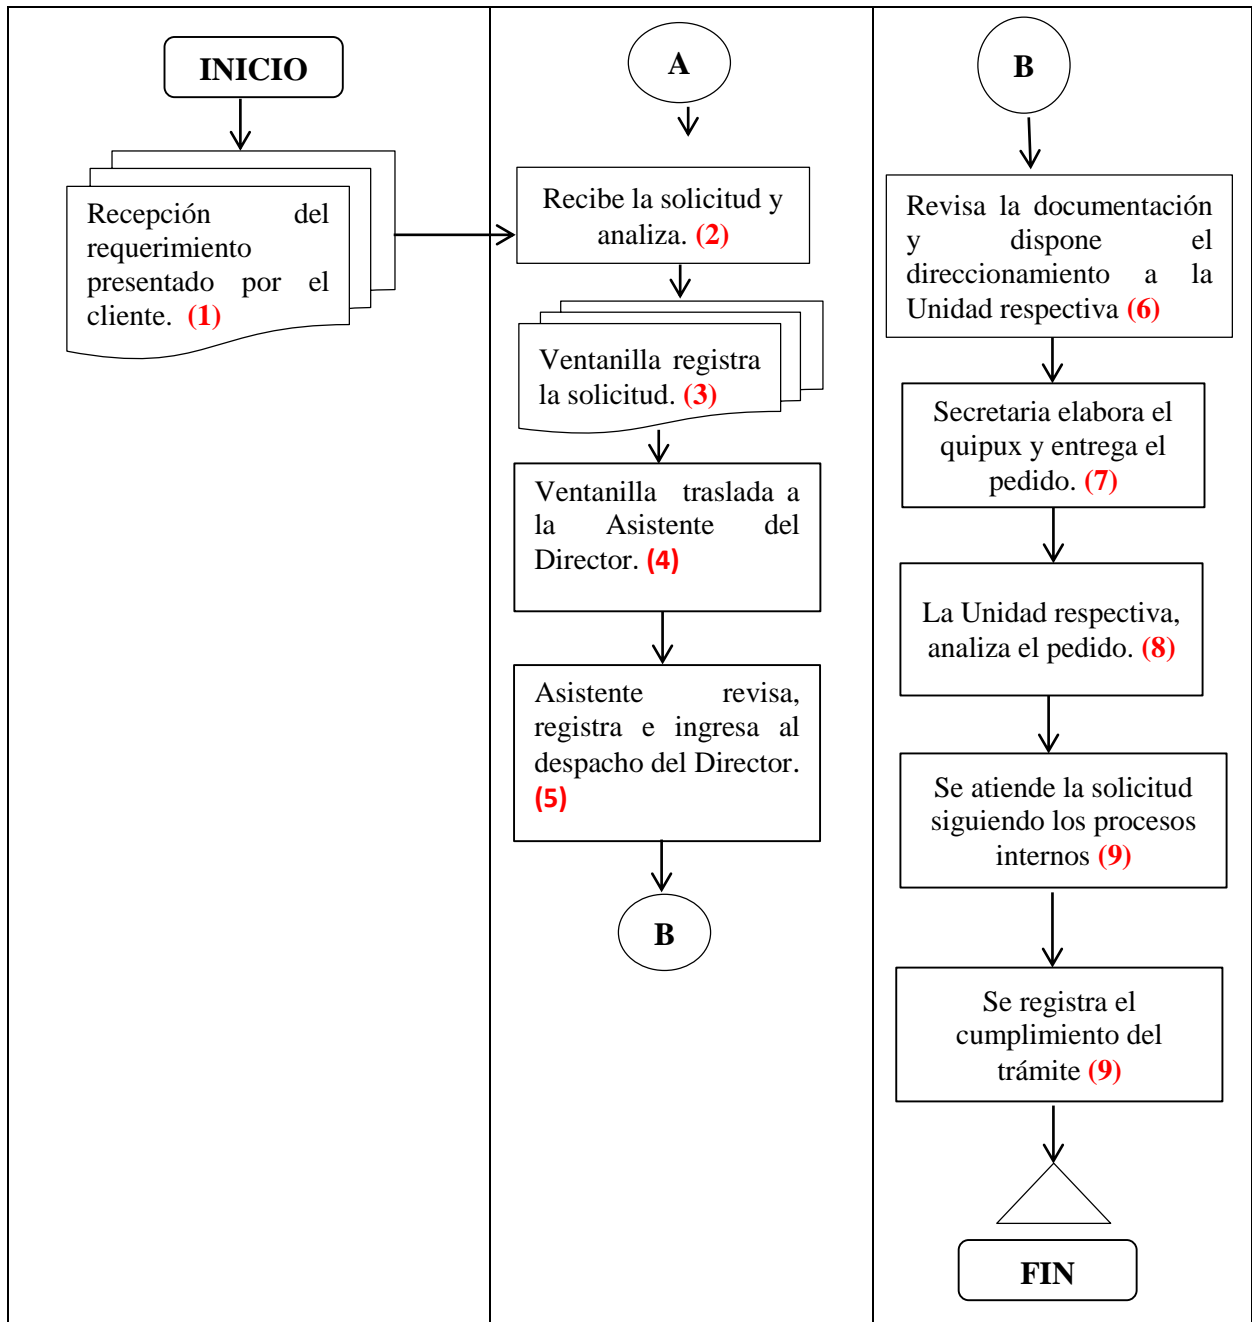 INICIO
Recepción del
requerimiento
presentado por el
cliente. (1)
A
Recibe la solicitud y
analiza. (2)
Ventanilla registra
la solicitud. (3)
Ventanilla traslada a
la Asistente del
Director. (4)
Asistente revisa,
registra e ingresa al
despacho del Director.
(5)
B
B
Revisa la documentación
y dispone el
direccionamiento a la
Unidad respectiva (6)
Secretaria elabora el
quipux y entrega el
pedido. (7)
La Unidad respectiva,
analiza el pedido. (8)
Se atiende la solicitud
siguiendo los procesos
internos (9)
Se registra el
cumplimiento del
trámite (9)
FIN